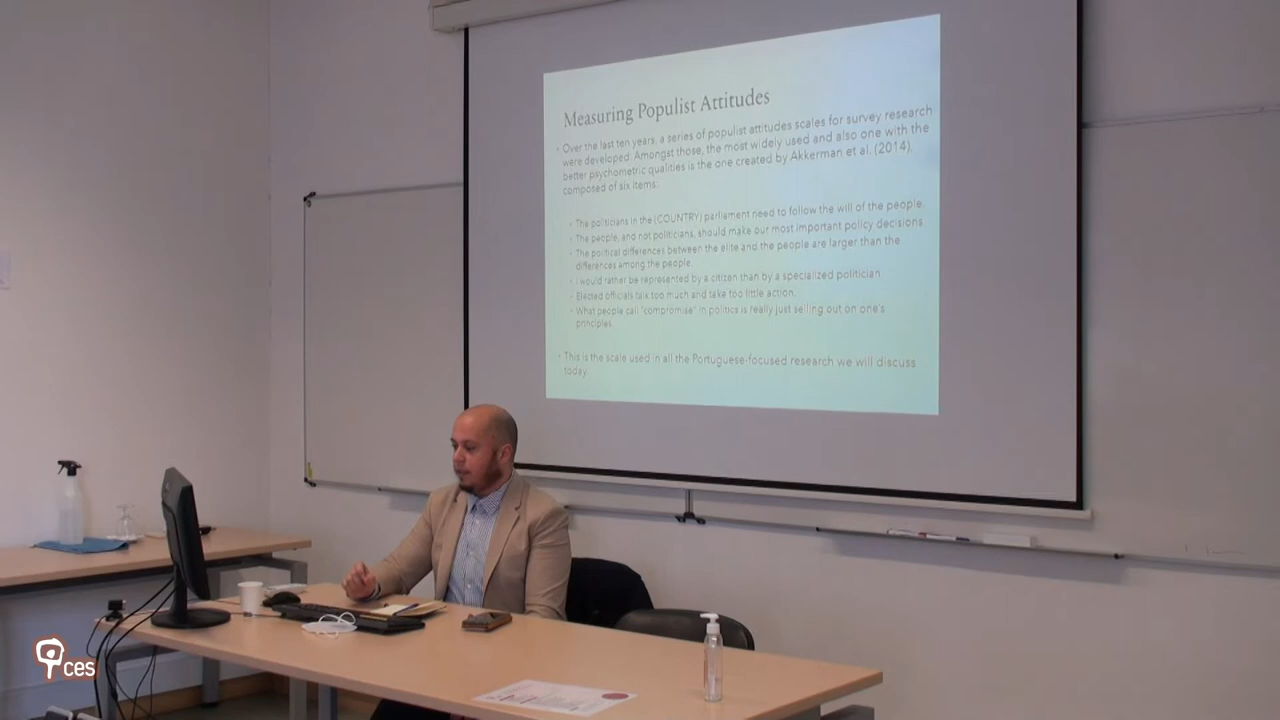 Measuring Populist Attitudes
Over the last ten years, a series of populist attitudes scales for survey research
were developed. Amongst those, the most widely used and also one with the
better psychometric qualities is the one created by Akkerman et al. (2014),
composed of six items:
The politicians in the (COUNTRY) parliament need to follow the will of the people.
The people, and not politicians, should make our most important policy decisions.
The political differences between the elite and the people are larger than the
differences among the people.
I would rather be represented by a citizen than by a specialized politician
Elected officials talk too much and take too little action.
What people call "compromise" in politics is really just selling out on one's
principles.
This is the scale used in all the Portuguese-focused research we will discuss
today.
ces